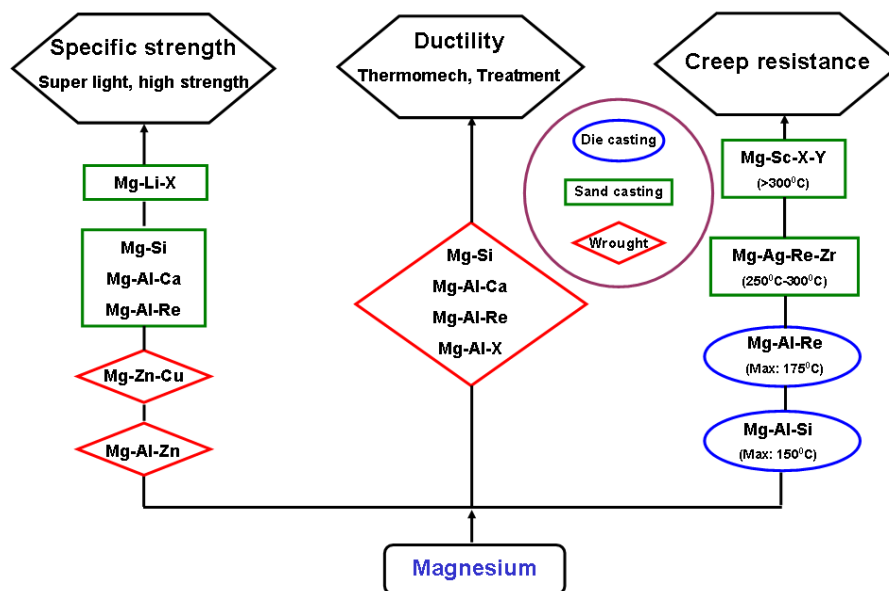 Specific strength
Super light, high strength
Mg-Li-X
Mg-Si
Mg-Al-Ca
Mg-Al-Re
Mg-Zn-Cu
Mg-Al-Zn
Ductility
Thermomech, Treatment
Mg-Si
Mg-Al-Ca
Mg-Al-Re
Mg-Al-X
Die casting
Sand casting
Wrought
Creep resistance
Mg-Sc-X-Y
(>300⁰C)
Mg-Ag-Re-Zr
(250⁰C-300⁰C)
Mg-Al-Re
(Max: 175⁰C)
Mg-Al-Si
(Max: 150⁰C)
Magnesium